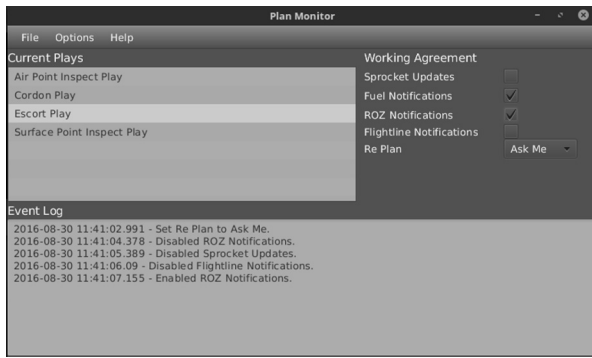 Plan Monitor
File Options Help
Current Plays
Air Point Inspect Play
Cordon Play
Escort Play
Surface Point Inspect Play
Working Agreement
Sprocket Updates
Fuel Notifications
ROZ Notifications
Flightline Notifications
Re Plan Ask Me
Event Log
2016-08-30 11:41:02.991 - Set Re Plan to Ask Me.
2016-08-30 11:41:04.378 - Disabled ROZ Notifications.
2016-08-30 11:41:05.389 - Disabled Sprocket Updates.
2016-08-30 11:41:06.09 - Disabled Flightline Notifications.
2016-08-30 11:41:07.155 - Enabled ROZ Notifications.